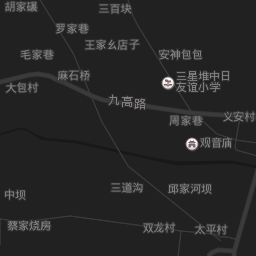 胡家碾
三百块
罗家巷
王家幺店子
毛家巷
安神包包
麻石桥
三星堆中日
友谊小学
大包村
九高路
周家巷
义安村
观音庙
三道沟
邱家河坝
中坝
蔡家烧房
双龙村
太平村